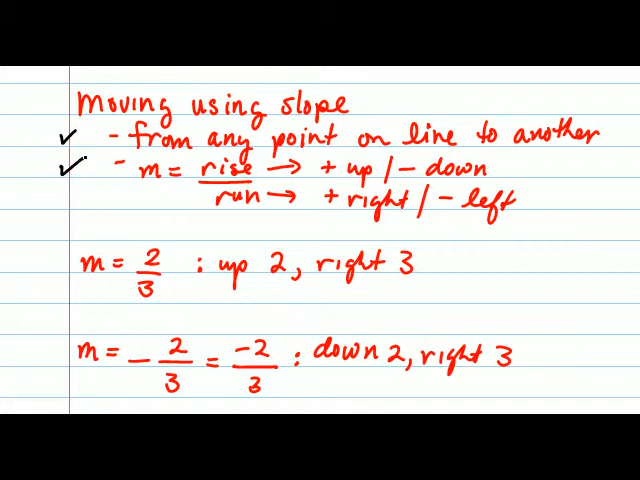 Moving using slope
- from any point on line to another
- m = rise/run → + up / - down
→ + right / - left
m = 2/3 : up 2, right 3
m = - 2/3 = -2/3 : down 2, right 3